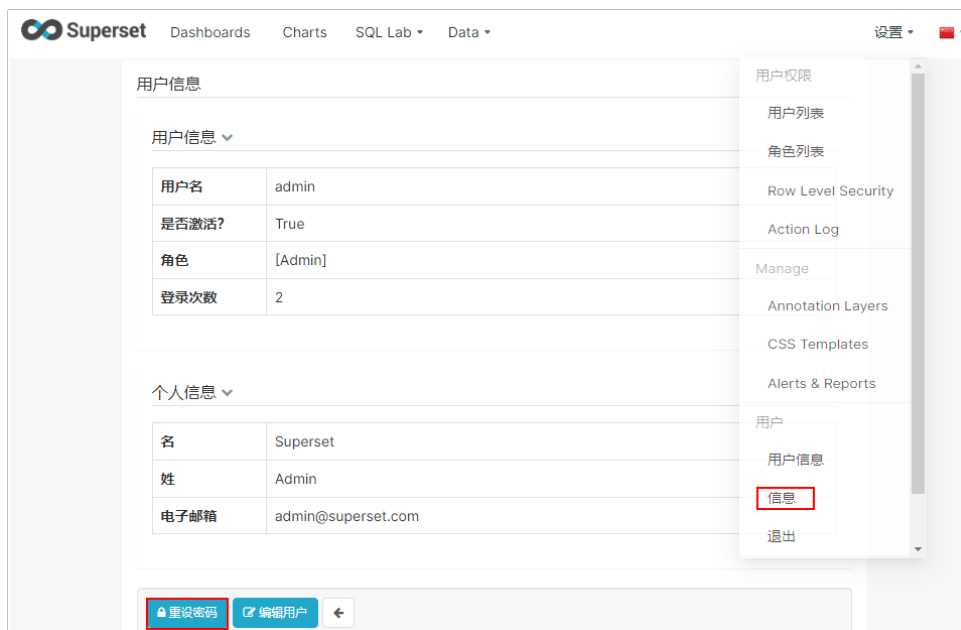 Superset Dashboards Charts SQL Lab Data 设置
用户信息
用户信息
用户名 admin
是否激活? True
角色 [Admin]
登录次数 2
个人信息
名 Superset
姓 Admin
电子邮箱 admin@superset.com
重设密码 编辑用户
用户权限
用户列表
角色列表
Row Level Security
Action Log
Manage
Annotation Layers
CSS Templates
Alerts & Reports
用户
用户信息
信息
退出